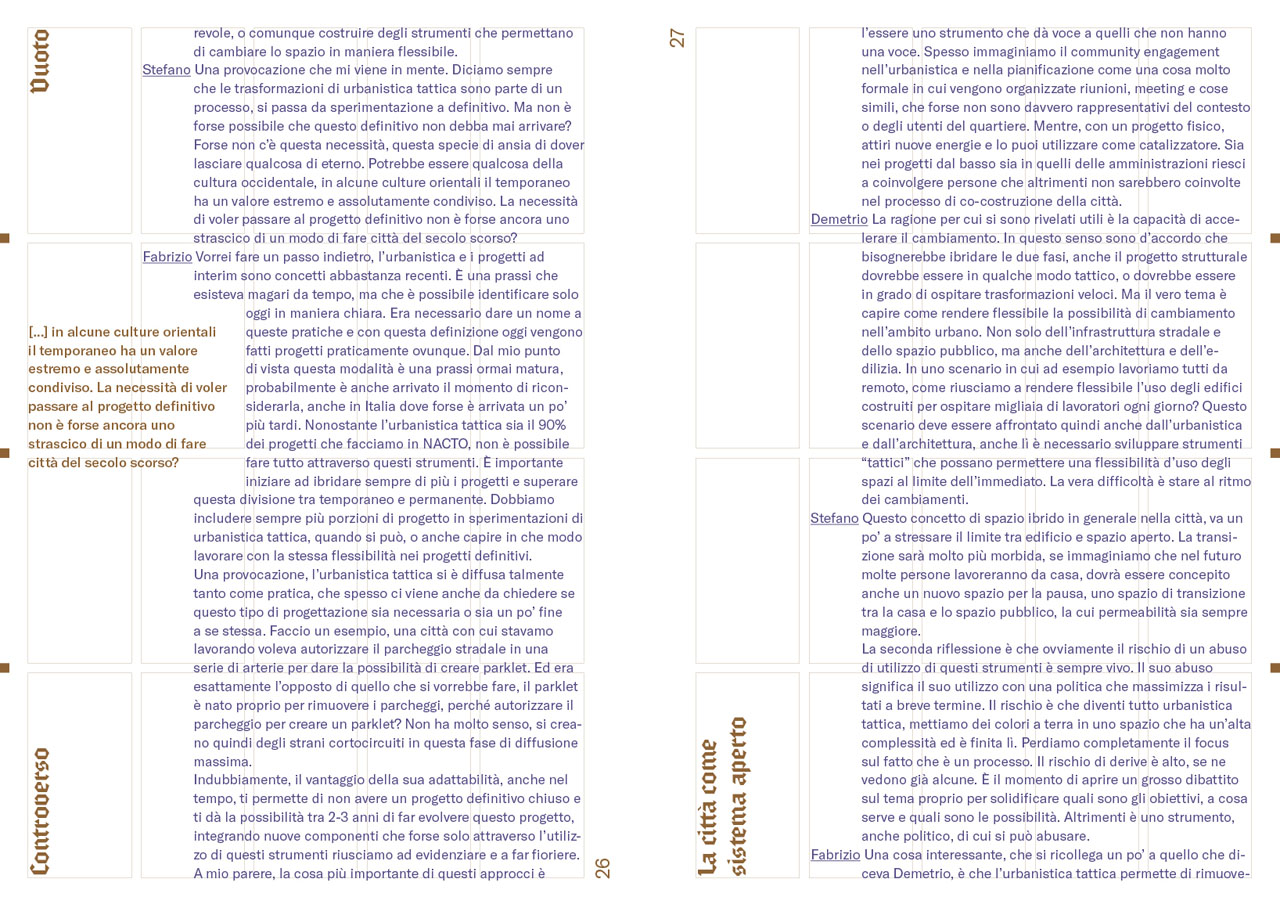 Vuoto
revole, o comunque costruire degli strumenti che permettano
di cambiare lo spazio in maniera flessibile.
Stefano Una provocazione che mi viene in mente. Diciamo sempre
che le trasformazioni di urbanistica tattica sono parte di un
processo, si passa da sperimentazione a definitivo. Ma non è
forse possibile che questo definitivo non debba mai arrivare?
Forse non c’è questa necessità, questa specie di ansia di dover
lasciare qualcosa di eterno. Potrebbe essere qualcosa della
cultura occidentale, in alcune culture orientali il temporaneo
ha un valore estremo e assolutamente condiviso. La necessità
di voler passare al progetto definitivo non è forse ancora uno
strascico di un modo di fare città del secolo scorso?
Fabrizio Vorrei fare un passo indietro, l’urbanistica e i progetti ad
interim sono concetti abbastanza recenti. È una prassi che
esisteva magari da tempo, ma che è possibile identificare solo
oggi in maniera chiara. Era necessario dare un nome a
queste pratiche e con questa definizione oggi vengono
fatti progetti praticamente ovunque. Dal mio punto
di vista questa modalità è una prassi ormai matura,
probabilmente è anche arrivato il momento di ricon-
siderarla, anche in Italia dove forse è arrivata un po’
più tardi. Nonostante l’urbanistica tattica sia il 90%
dei progetti che facciamo in NACTO, non è possibile
fare tutto attraverso questi strumenti. È importante
iniziare ad ibridare sempre di più i progetti e superare
questa divisione tra temporaneo e permanente. Dobbiamo
includere sempre più porzioni di progetto in sperimentazioni di
urbanistica tattica, quando si può, o anche capire in che modo
lavorare con la stessa flessibilità nei progetti definitivi.
Una provocazione, l’urbanistica tattica si è diffusa talmente
tanto come pratica, che spesso ci viene anche da chiedere se
questo tipo di progettazione sia necessaria o sia un po’ fine
a se stessa. Faccio un esempio, una città con cui stavamo
lavorando voleva autorizzare il parcheggio stradale in una
serie di arterie per dare la possibilità di creare parklet. Ed era
esattamente l’opposto di quello che si vorrebbe fare, il parklet
è nato proprio per rimuovere i parcheggi, perché autorizzare il
parcheggio per creare un parklet? Non ha molto senso, si crea-
no quindi degli strani cortocircuiti in questa fase di diffusione
massima.
Indubbiamente, il vantaggio della sua adattabilità, anche nel
tempo, ti permette di non avere un progetto definitivo chiuso e
ti dà la possibilità tra 2-3 anni di far evolvere questo progetto,
integrando nuove componenti che forse solo attraverso l’utiliz-
zo di questi strumenti riusciamo ad evidenziare e a far fiorire.
A mio parere, la cosa più importante di questi approcci è
[...] in alcune culture orientali
il temporaneo ha un valore
estremo e assolutamente
condiviso. La necessità di voler
passare al progetto definitivo
non è forse ancora uno
strascico di un modo di fare
città del secolo scorso?
Controverso
26
27
l’essere uno strumento che dà voce a quelli che non hanno
una voce. Spesso immaginiamo il community engagement
nell’urbanistica e nella pianificazione come una cosa molto
formale in cui vengono organizzate riunioni, meeting e cose
simili, che forse non sono davvero rappresentativi del contesto
o degli utenti del quartiere. Mentre, con un progetto fisico,
attiri nuove energie e lo puoi utilizzare come catalizzatore. Sia
nei progetti dal basso sia in quelli delle amministrazioni riesci
a coinvolgere persone che altrimenti non sarebbero coinvolte
nel processo di co-costruzione della città.
Demetrio La ragione per cui si sono rivelati utili è la capacità di acce-
lerare il cambiamento. In questo senso sono d’accordo che
bisognerebbe ibridare le due fasi, anche il progetto strutturale
dovrebbe essere in qualche modo tattico, o dovrebbe essere
in grado di ospitare trasformazioni veloci. Ma il vero tema è
capire come rendere flessibile la possibilità di cambiamento
nell’ambito urbano. Non solo dell’infrastruttura stradale e
dello spazio pubblico, ma anche dell’architettura e dell’e-
dilizia. In uno scenario in cui ad esempio lavoriamo tutti da
remoto, come riusciamo a rendere flessibile l’uso degli edifici
costruiti per ospitare migliaia di lavoratori ogni giorno? Questo
scenario deve essere affrontato quindi anche dall’urbanistica
e dall’architettura, anche lì è necessario sviluppare strumenti
“tattici” che possano permettere una flessibilità d’uso degli
spazi al limite dell’immediato. La vera difficoltà è stare al ritmo
dei cambiamenti.
Stefano Questo concetto di spazio ibrido in generale nella città, va un
po’ a stressare il limite tra edificio e spazio aperto. La transi-
zione sarà molto più morbida, se immaginiamo che nel futuro
molte persone lavoreranno da casa, dovrà essere concepito
anche un nuovo spazio per la pausa, uno spazio di transizione
tra la casa e lo spazio pubblico, la cui permeabilità sia sempre
maggiore.
La seconda riflessione è che ovviamente il rischio di un abuso
di utilizzo di questi strumenti è sempre vivo. Il suo abuso
significa il suo utilizzo con una politica che massimizza i risul-
tati a breve termine. Il rischio è che diventi tutto urbanistica
tattica, mettiamo dei colori a terra in uno spazio che ha un’alta
complessità ed è finita lì. Perdiamo completamente il focus
sul fatto che è un processo. Il rischio di derive è alto, se ne
vedono già alcune. È il momento di aprire un grosso dibattito
sul tema proprio per solidificare quali sono gli obiettivi, a cosa
serve e quali sono le possibilità. Altrimenti è uno strumento,
anche politico, di cui si può abusare.
Fabrizio Una cosa interessante, che si ricollega un po’ a quello che di-
ceva Demetrio, è che l’urbanistica tattica permette di rimuove-
La città come
sistema aperto